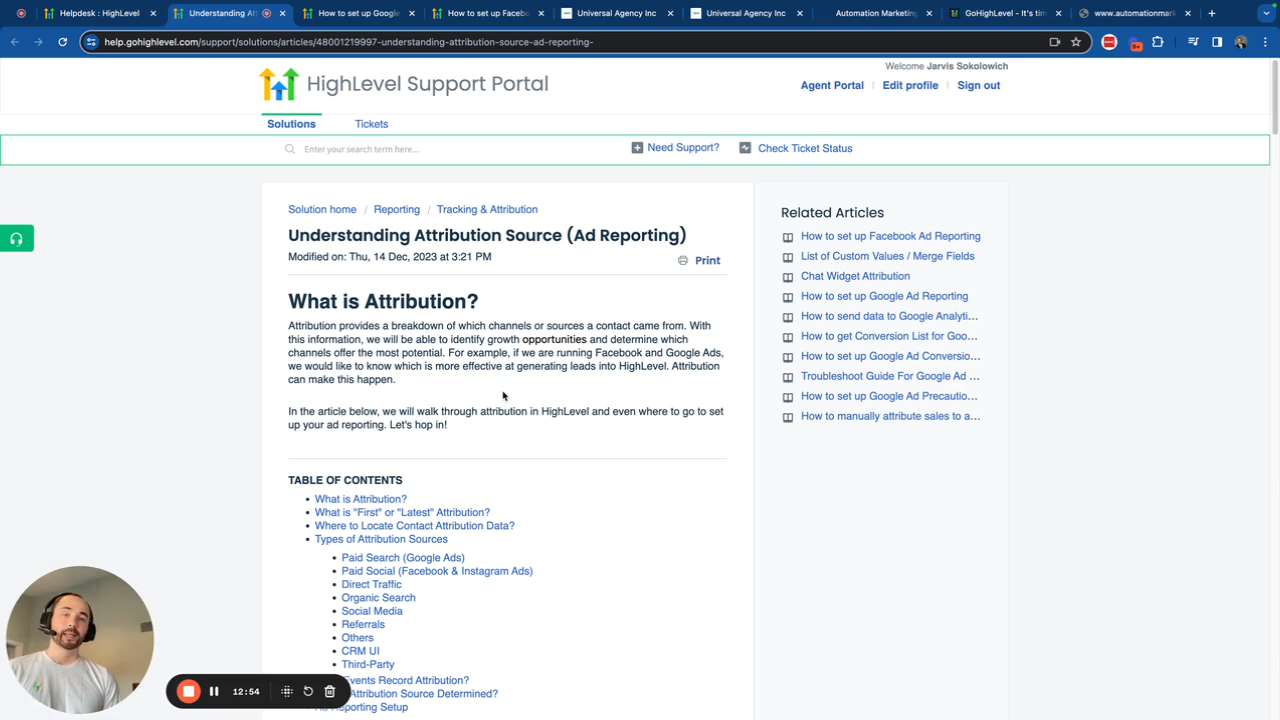 Helpdesk : HighLevel
Understanding Att
How to set up Google
How to set up Facebo
Universal Agency Inc
Universal Agency Inc
Automation Marketing
GoHighLevel - It's tim
www.automationmark
help.gohighlevel.com/support/solutions/articles/48001219997-understanding-attribution-source-ad-reporting-
Welcome Jarvis Sokolowich
HighLevel Support Portal
Agent Portal
Edit profile
Sign out
Solutions
Tickets
Enter your search term here...
Need Support?
Check Ticket Status
Solution home / Reporting / Tracking & Attribution
Understanding Attribution Source (Ad Reporting)
Modified on: Thu, 14 Dec, 2023 at 3:21 PM
Print
What is Attribution?
Attribution provides a breakdown of which channels or sources a contact came from. With
this information, we will be able to identify growth opportunities and determine which
channels offer the most potential. For example, if we are running Facebook and Google Ads,
we would like to know which is more effective at generating leads into HighLevel. Attribution
can make this happen.
In the article below, we will walk through attribution in HighLevel and even where to go to set
up your ad reporting. Let's hop in!
TABLE OF CONTENTS
What is Attribution?
What is "First" or "Latest" Attribution?
Where to Locate Contact Attribution Data?
Types of Attribution Sources
Paid Search (Google Ads)
Paid Social (Facebook & Instagram Ads)
Direct Traffic
Organic Search
Social Media
Referrals
Others
CRM UI
Third-Party
Events Record Attribution?
Attribution Source Determined?
Ad Reporting Setup
Related Articles
How to set up Facebook Ad Reporting
List of Custom Values / Merge Fields
Chat Widget Attribution
How to set up Google Ad Reporting
How to send data to Google Analyti...
How to get Conversion List for Goo...
How to set up Google Ad Conversio...
Troubleshoot Guide For Google Ad ...
How to set up Google Ad Precautio...
How to manually attribute sales to a...
12:54